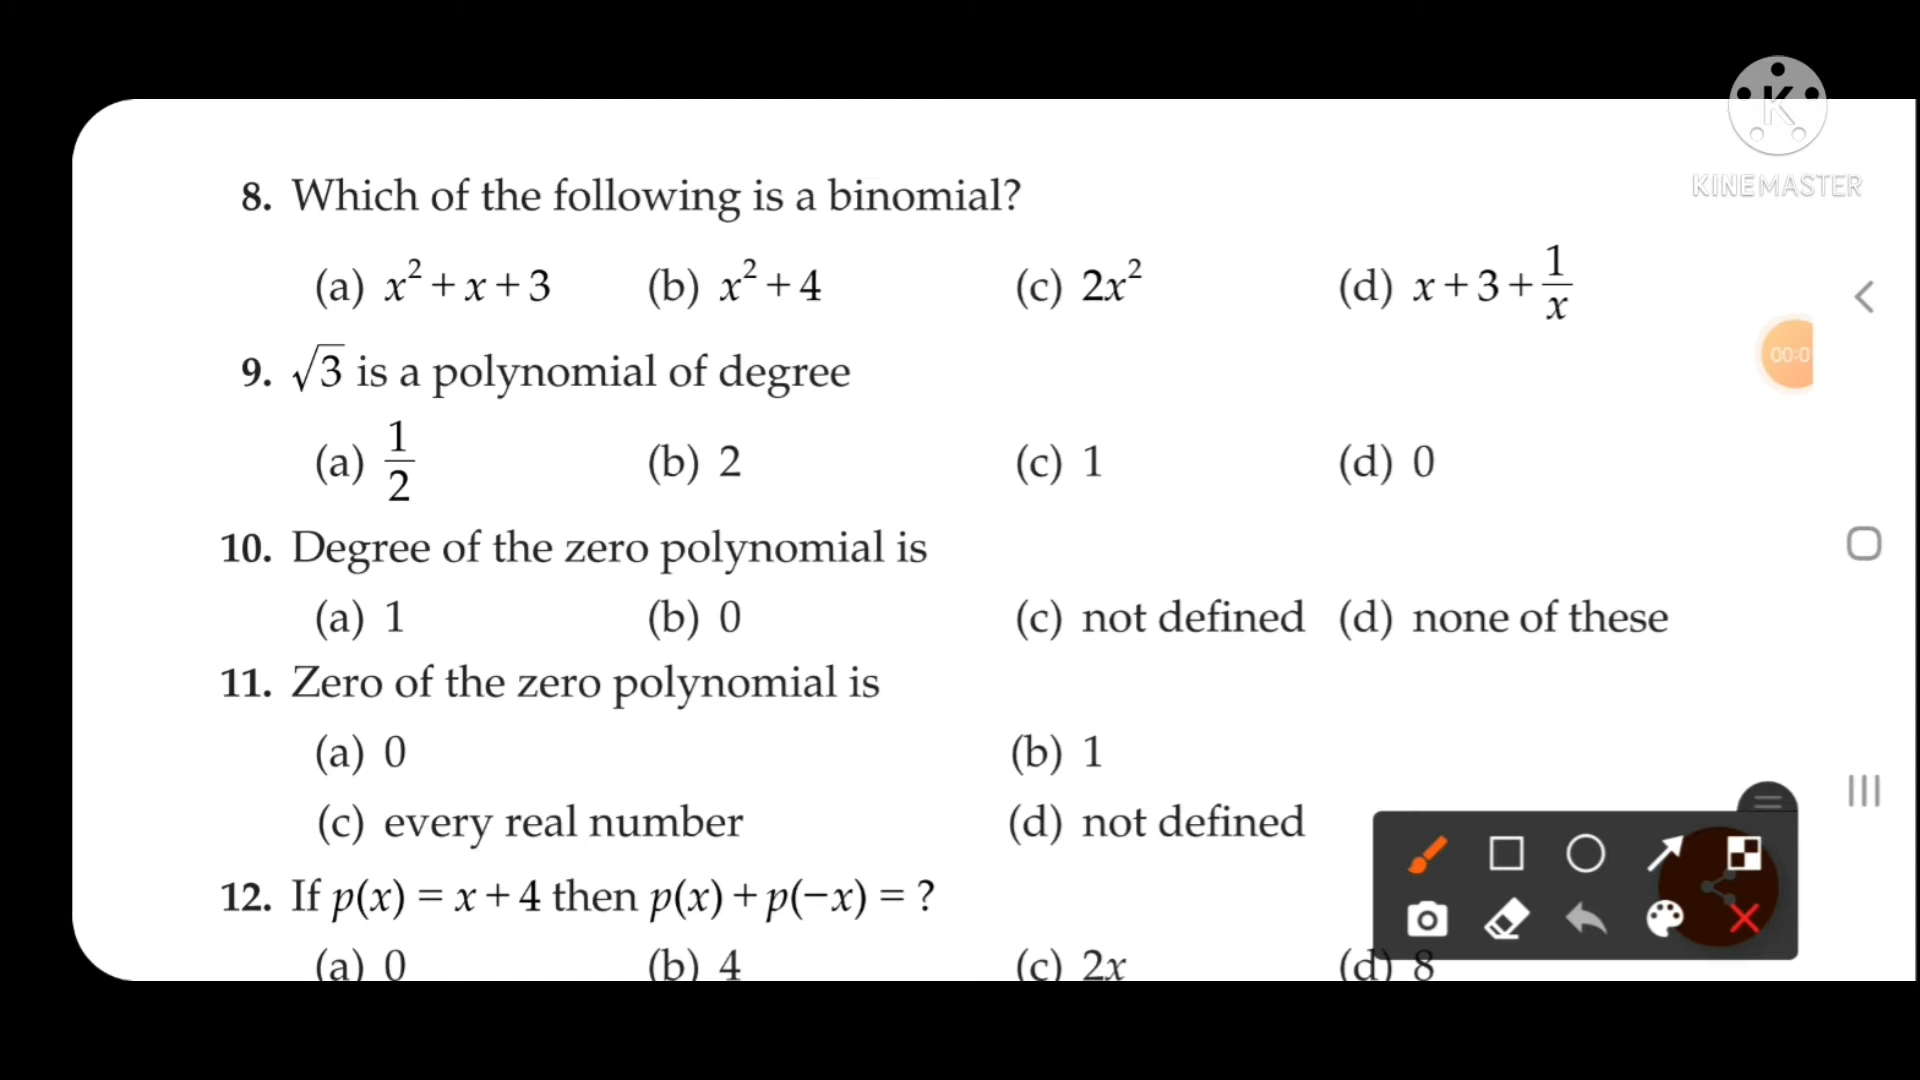 KINEMASTER
8. Which of the following is a binomial?
(a) x² + x + 3 (b) x² + 4 (c) 2x² (d) x + 3 + 1/x
00:0
9. √3 is a polynomial of degree
(a) 1/2 (b) 2 (c) 1 (d) 0
10. Degree of the zero polynomial is
(a) 1 (b) 0 (c) not defined (d) none of these
11. Zero of the zero polynomial is
(a) 0 (b) 1
(c) every real number (d) not defined
12. If p(x) = x + 4 then p(x) + p(−x) = ?
(a) 0 (b) 4 (c) 2x (d) 8